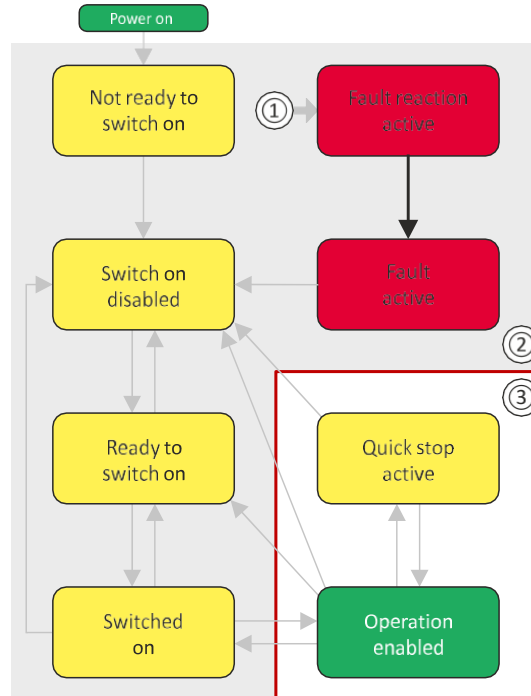 Power on
Not ready to
switch on
①
Fault reaction
active
Switch on
disabled
Fault
active
②
③
Ready to
switch on
Quick stop
active
Switched
on
Operation
enabled